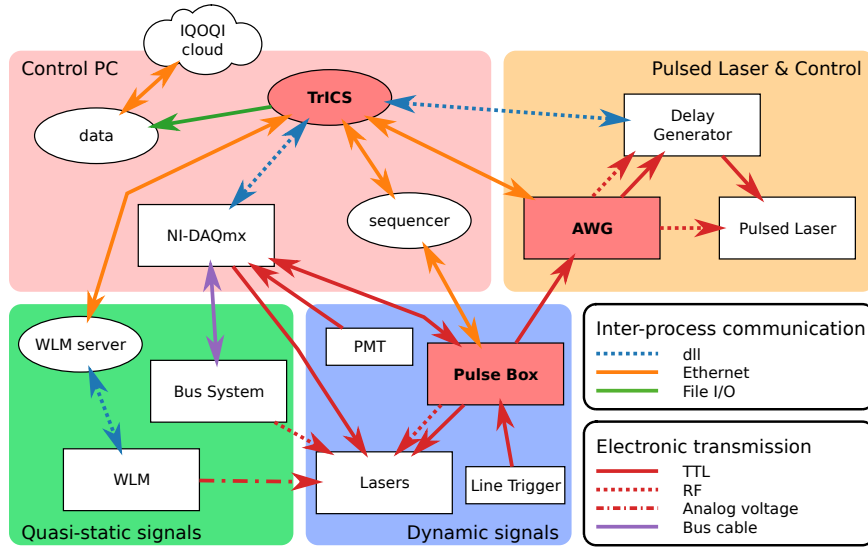 IQOQI
cloud
Control PC
Pulsed Laser & Control
TrICS
data
Delay
Generator
sequencer
NI-DAQmx
AWG
Pulsed Laser
WLM server
PMT
Bus System
Pulse Box
WLM
Lasers
Line Trigger
Quasi-static signals
Dynamic signals
Inter-process communication
dll
Ethernet
File I/O
Electronic transmission
TTL
RF
Analog voltage
Bus cable